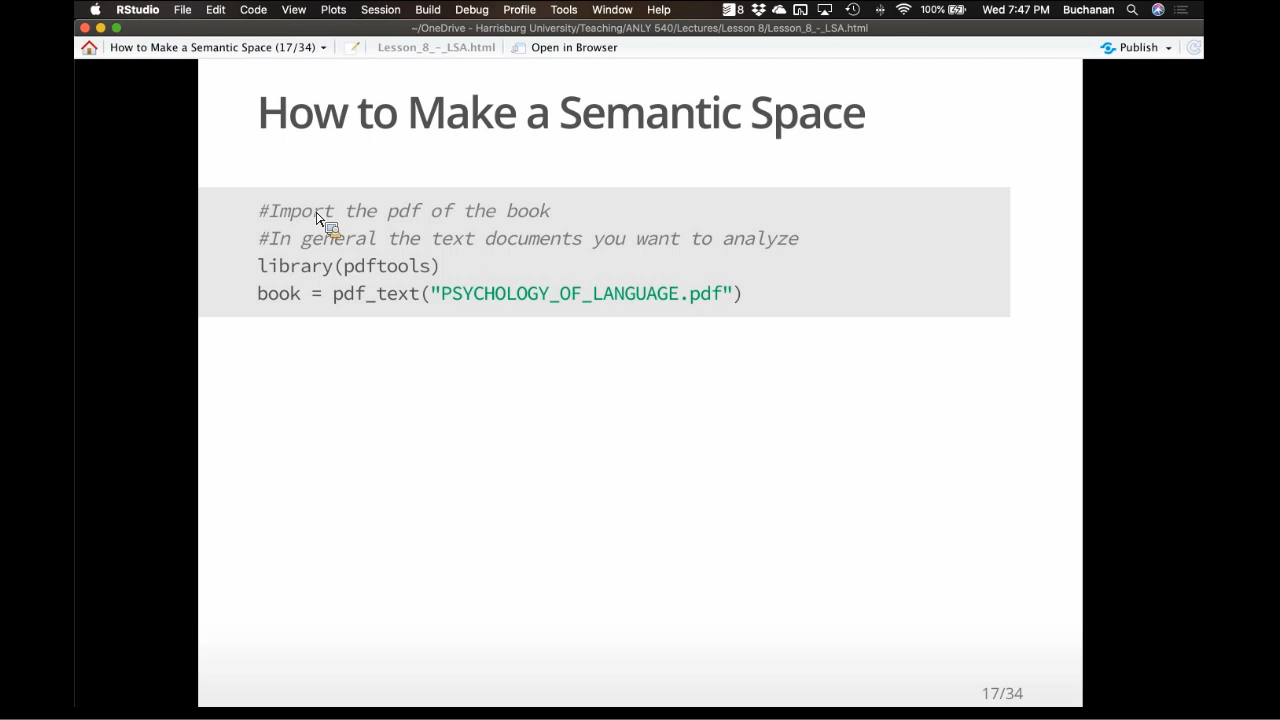 RStudio File Edit Code View Plots Session Build Debug Profile Tools Window Help 8 100% Wed 7:47 PM Buchanan
~/OneDrive - Harrisburg University/Teaching/ANLY 540/Lectures/Lesson 8/Lesson_8_-_LSA.html
How to Make a Semantic Space (17/34) Lesson_8_-_LSA.html Open in Browser Publish
How to Make a Semantic Space
#Import the pdf of the book
#In general the text documents you want to analyze
library(pdftools)
book = pdf_text("PSYCHOLOGY_OF_LANGUAGE.pdf")
17/34